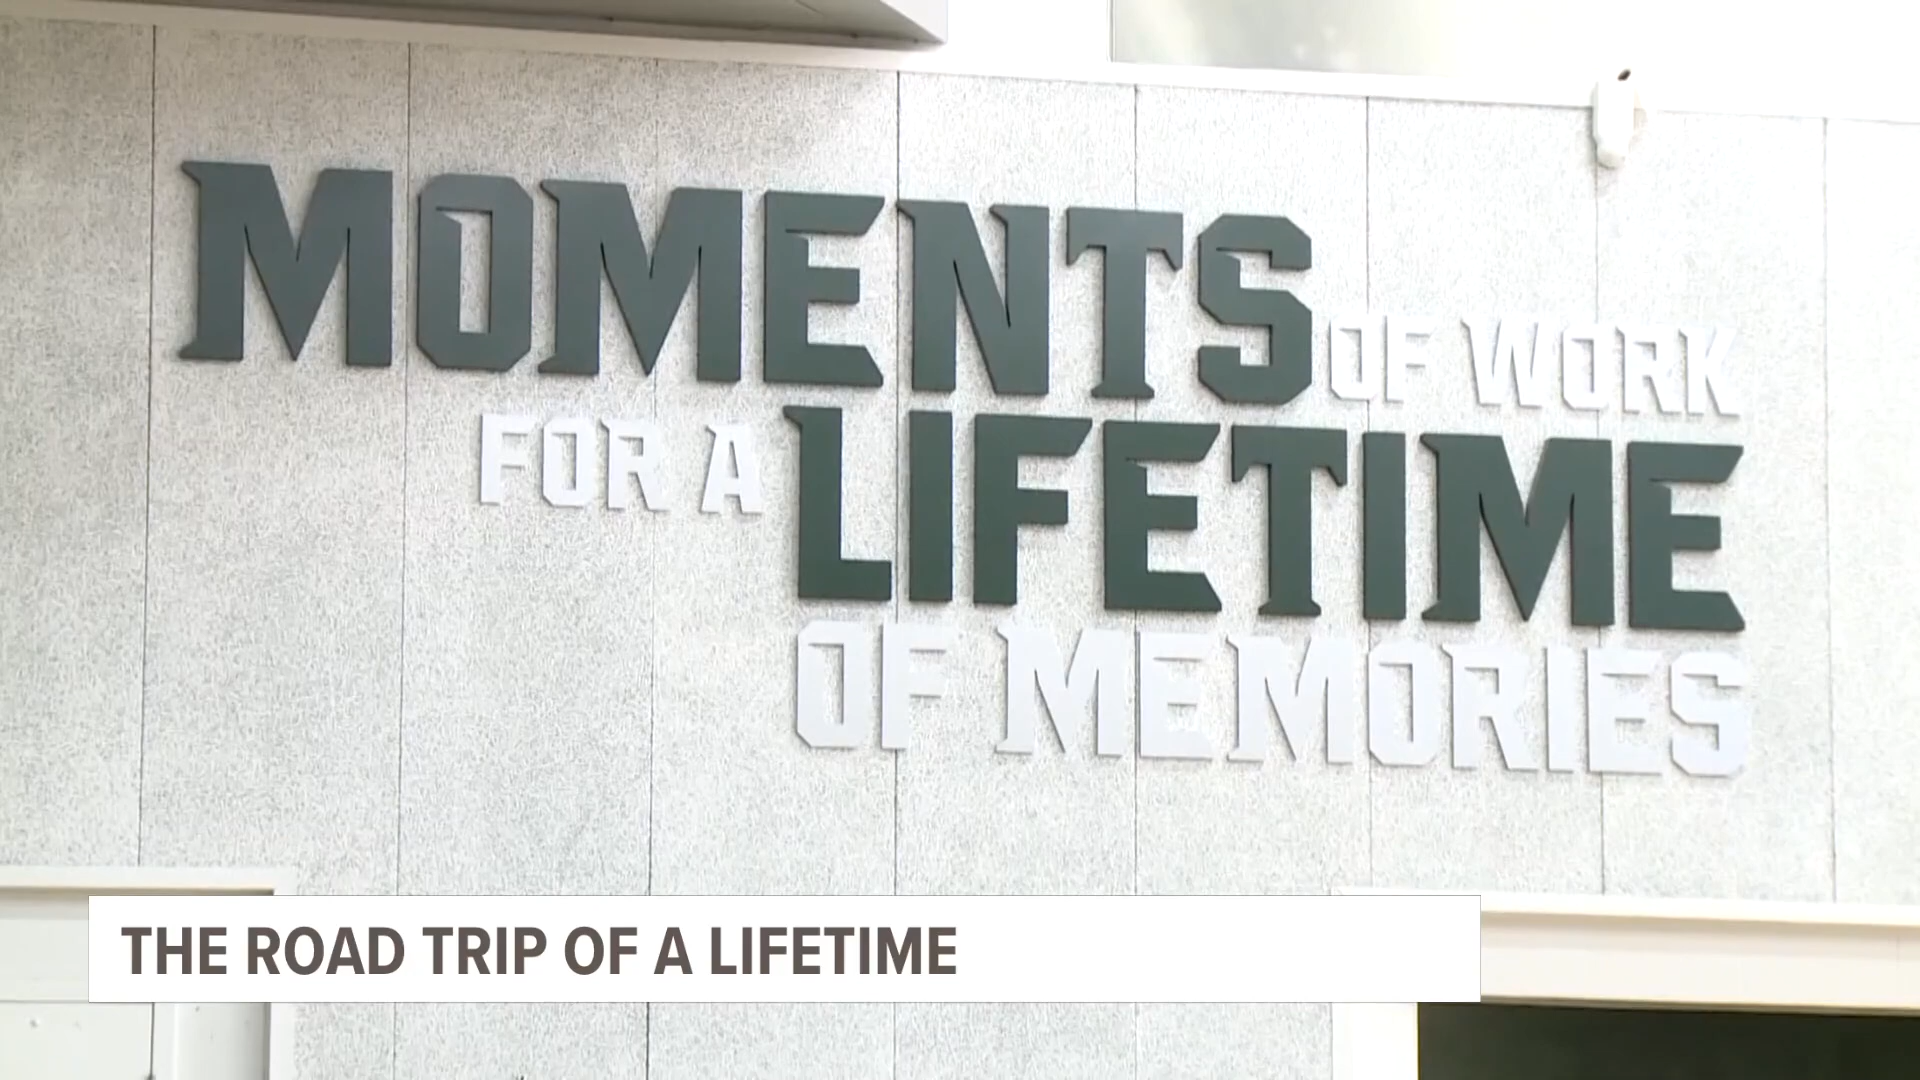 MOMENTS OF WORK
FOR A LIFETIME
OF MEMORIES
THE ROAD TRIP OF A LIFETIME